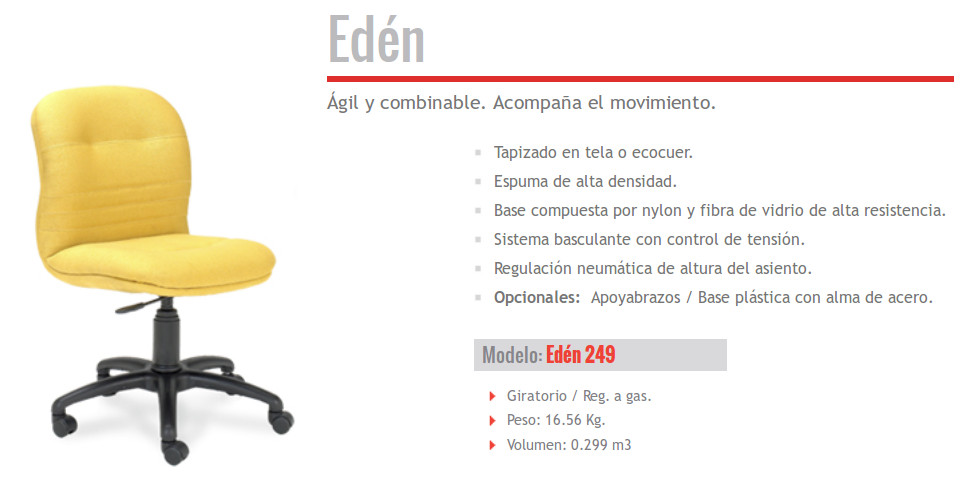 Edén
Ágil y combinable. Acompaña el movimiento.
Tapizado en tela o ecocuer.
Espuma de alta densidad.
Base compuesta por nylon y fibra de vidrio de alta resistencia.
Sistema basculante con control de tensión.
Regulación neumática de altura del asiento.
Opcionales: Apoyabrazos / Base plástica con alma de acero.
Modelo: Edén 249
Giratorio / Reg. a gas.
Peso: 16.56 Kg.
Volumen: 0.299 m3